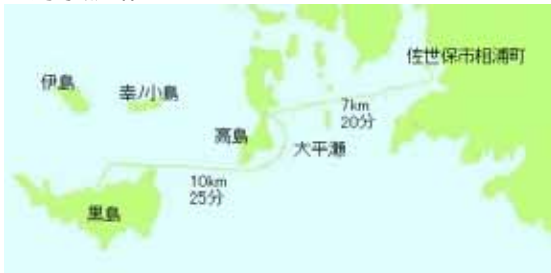 佐世保市相浦町
伊島
幸ノ小島
7km
20分
高島
大平瀬
10km
25分
黒島